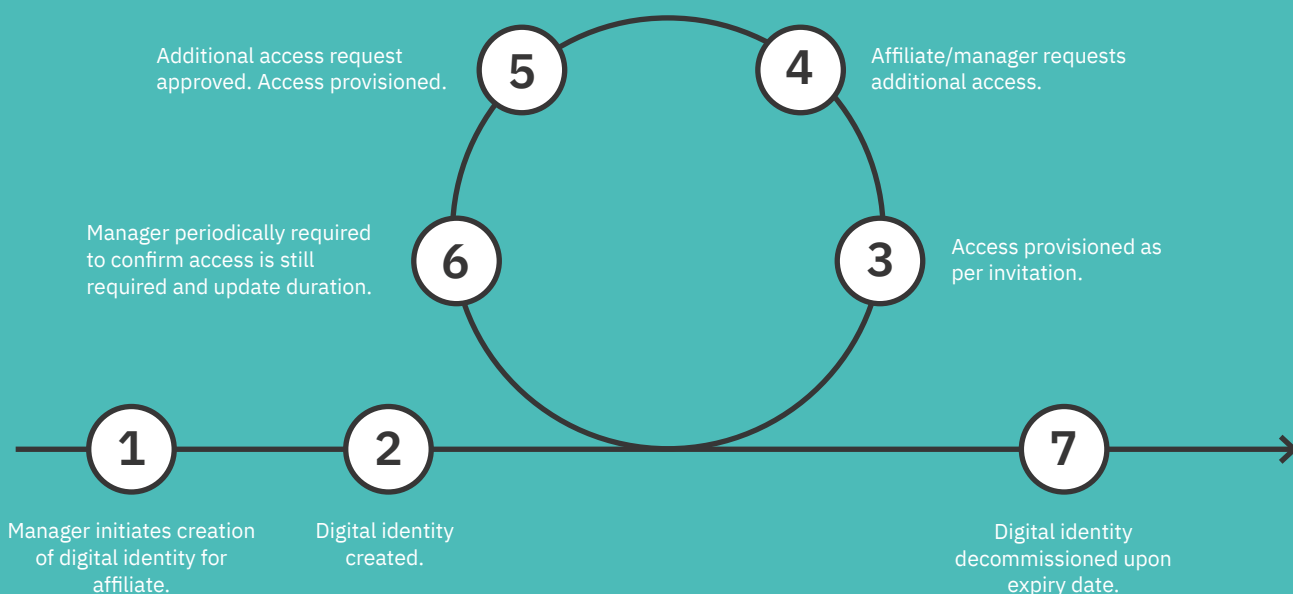 1
Manager initiates creation
of digital identity for
affiliate.
2
Digital identity
created.
3
Access provisioned as
per invitation.
4
Affiliate/manager requests
additional access.
5
Additional access request
approved. Access provisioned.
6
Manager periodically required
to confirm access is still
required and update duration.
7
Digital identity
decommissioned upon
expiry date.